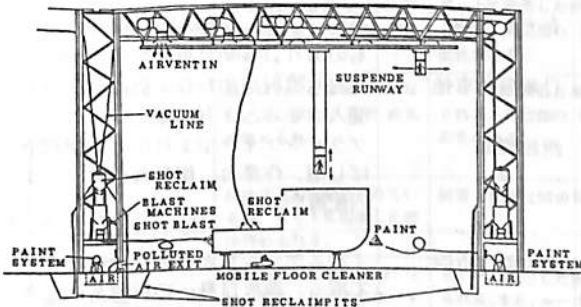 AIRVENTIN
SUSPENDE
RUNWAY
VACUUM
LINE
SHOT
RECLAIM
BLAST
MACHINES
SHOT BLAST
SHOT
RECLAIM
PAINT
PAINT
SYSTEM
POLLUTED
AIR EXIT
MOBILE FLOOR CLEANER
PAINT
SYSTEM
AIR
AIR
SHOT RECLAIMPITS